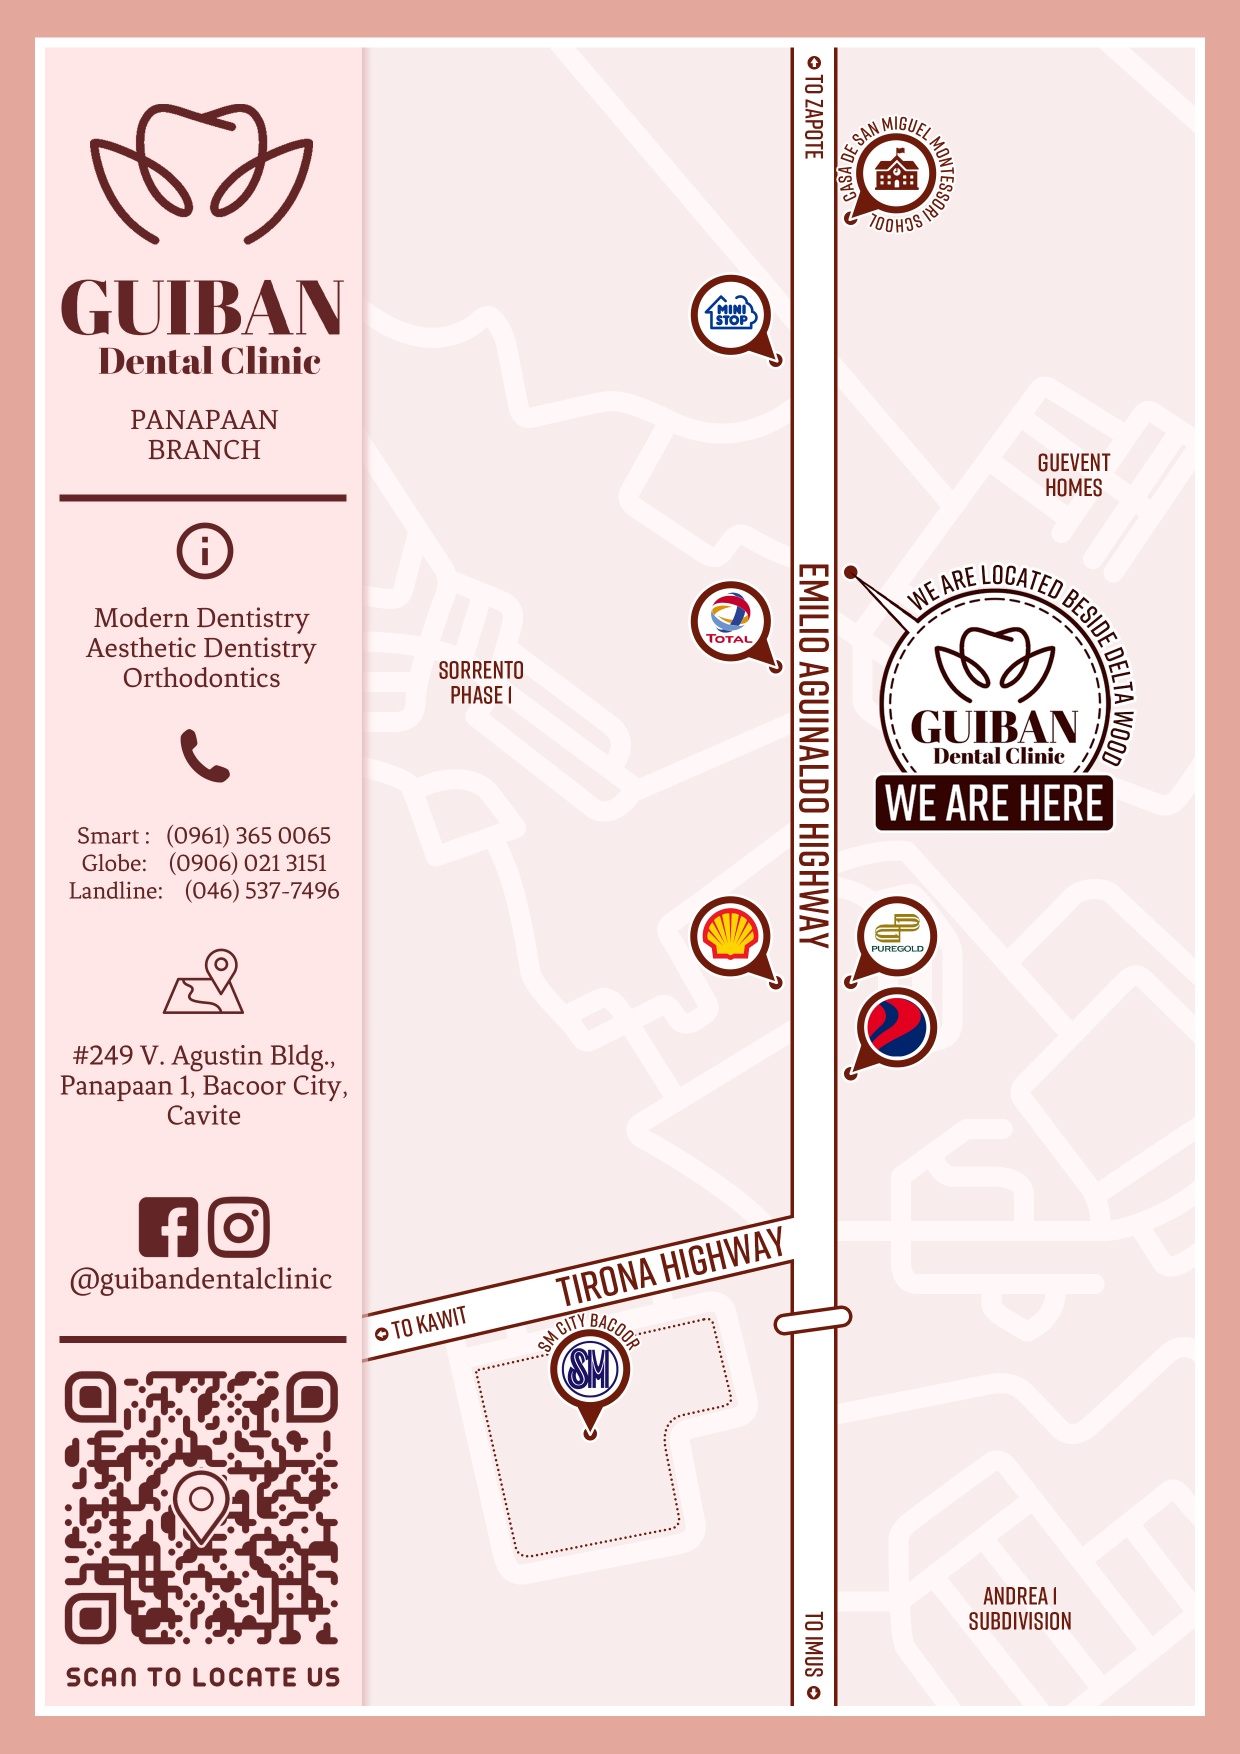 GUIBAN
Dental Clinic
PANAPAAN
BRANCH
Modern Dentistry
Aesthetic Dentistry
Orthodontics
Smart : (0961) 365 0065
Globe: (0906) 021 3151
Landline: (046) 537-7496
#249 V. Agustin Bldg.,
Panapaan 1, Bacoor City,
Cavite
@guibandentalclinic
SCAN TO LOCATE US
TO ZAPOTE
CASA DE SAN MIGUEL MONTESSORI SCHOOL
MINI
STOP
GUEVENT
HOMES
EMILIO AGUINALDO HIGHWAY
TOTAL
SORRENTO
PHASE 1
WE ARE LOCATED BESIDE DELTA WOOD
GUIBAN
Dental Clinic
WE ARE HERE
PUREGOLD
TIRONA HIGHWAY
TO KAWIT
SM CITY BACOOR
SM
ANDREA 1
SUBDIVISION
TO IMUS